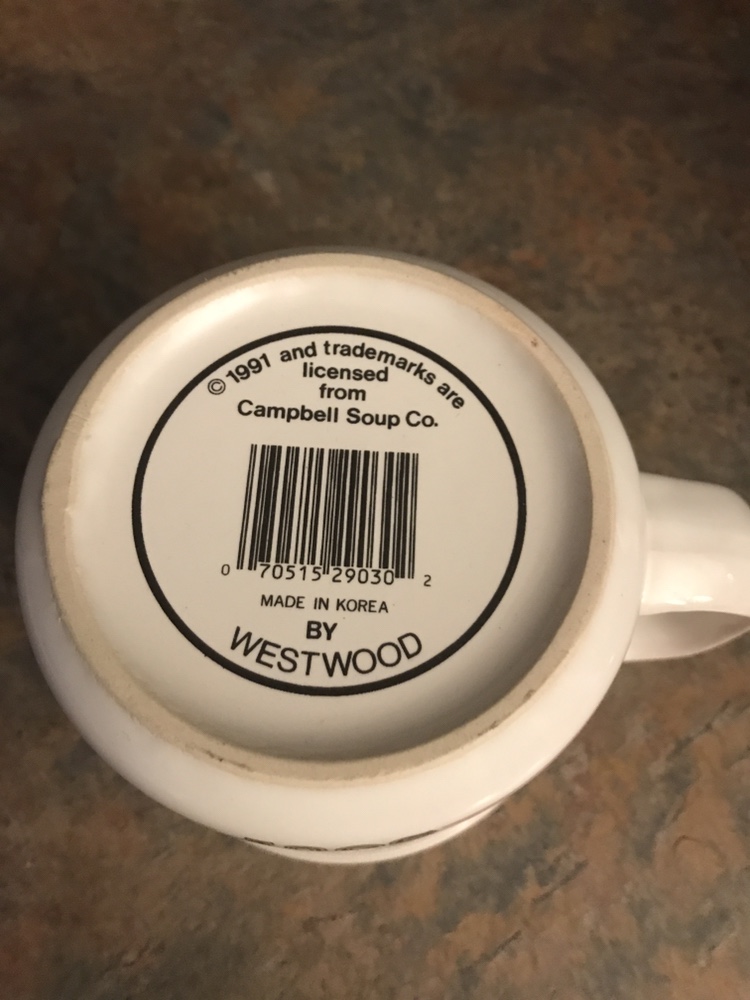 © 1991 and trademarks are
licensed
from
Campbell Soup Co.
0 70515 29030 2
MADE IN KOREA
BY
WESTWOOD